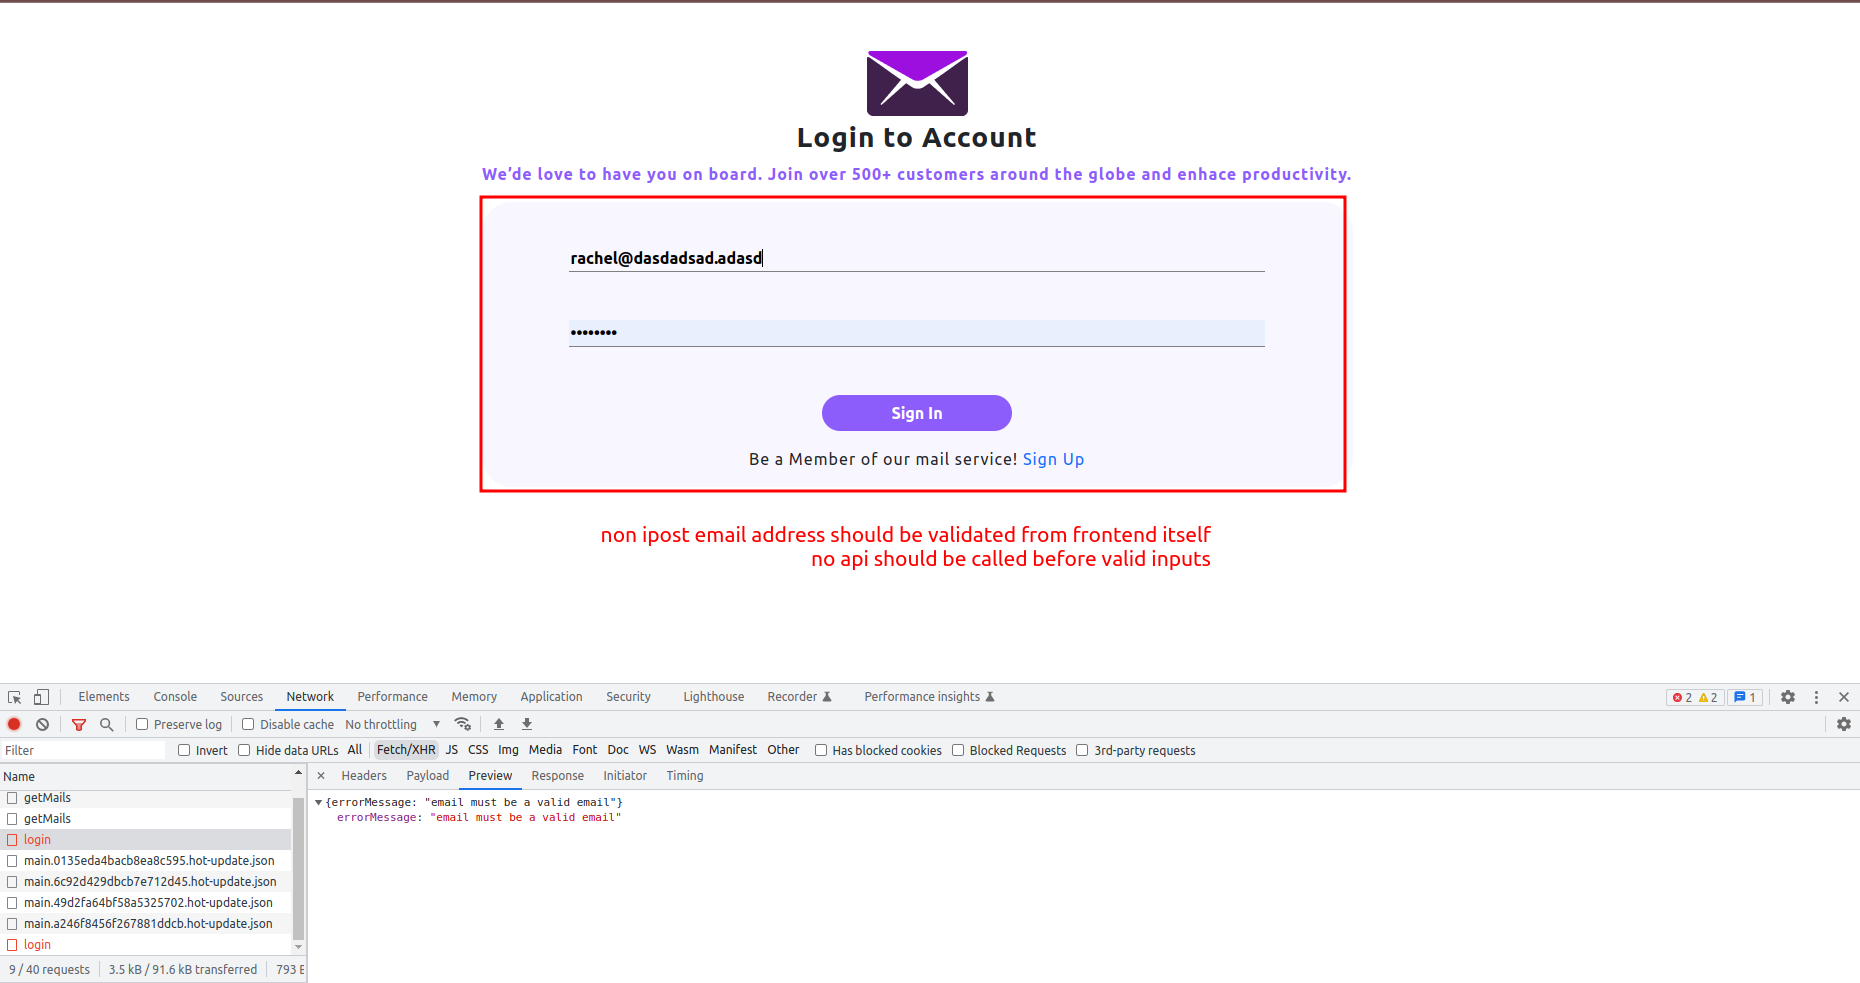 Login to Account
We’de love to have you on board. Join over 500+ customers around the globe and enhace productivity.
rachel@dasdadsad.adasd
••••••••
Sign In
Be a Member of our mail service! Sign Up
non ipost email address should be validated from frontend itself
no api should be called before valid inputs
Elements Console Sources Network Performance Memory Application Security Lighthouse Recorder Performance insights 2 2 1
Preserve log Disable cache No throttling
Filter Invert Hide data URLs All Fetch/XHR JS CSS Img Media Font Doc WS Wasm Manifest Other Has blocked cookies Blocked Requests 3rd-party requests
Name
getMails
getMails
login
main.0135eda4bacb8ea8c595.hot-update.json
main.6c92d429dbcb7e712d45.hot-update.json
main.49d2fa64bf58a5325702.hot-update.json
main.a246f8456f267881ddcb.hot-update.json
login
9 / 40 requests 3.5 kB / 91.6 kB transferred 793 E
Headers Payload Preview Response Initiator Timing
{errorMessage: "email must be a valid email"}
errorMessage: "email must be a valid email"